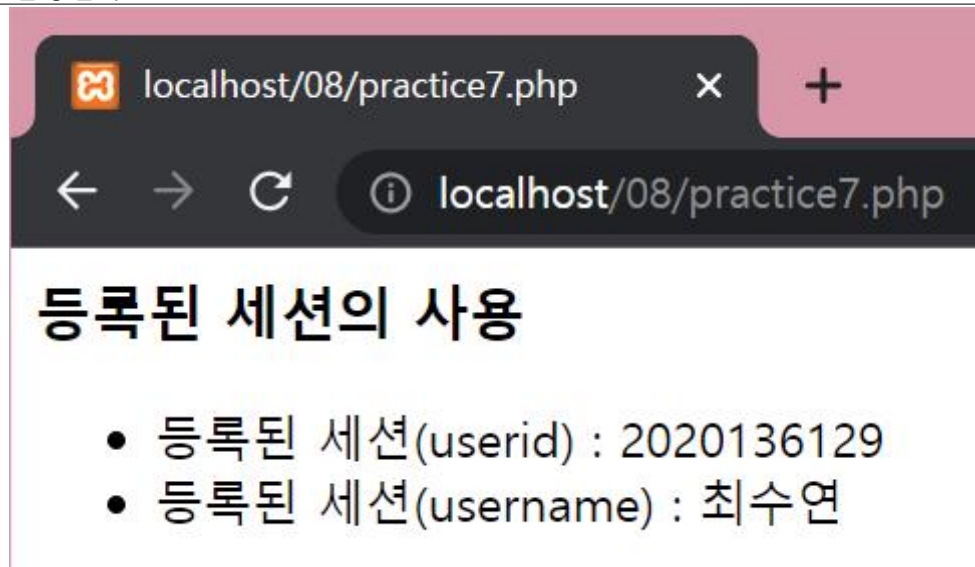 localhost/08/practice7.php
localhost/08/practice7.php
등록된 세션의 사용
등록된 세션(userid) : 2020136129
등록된 세션(username) : 최수연